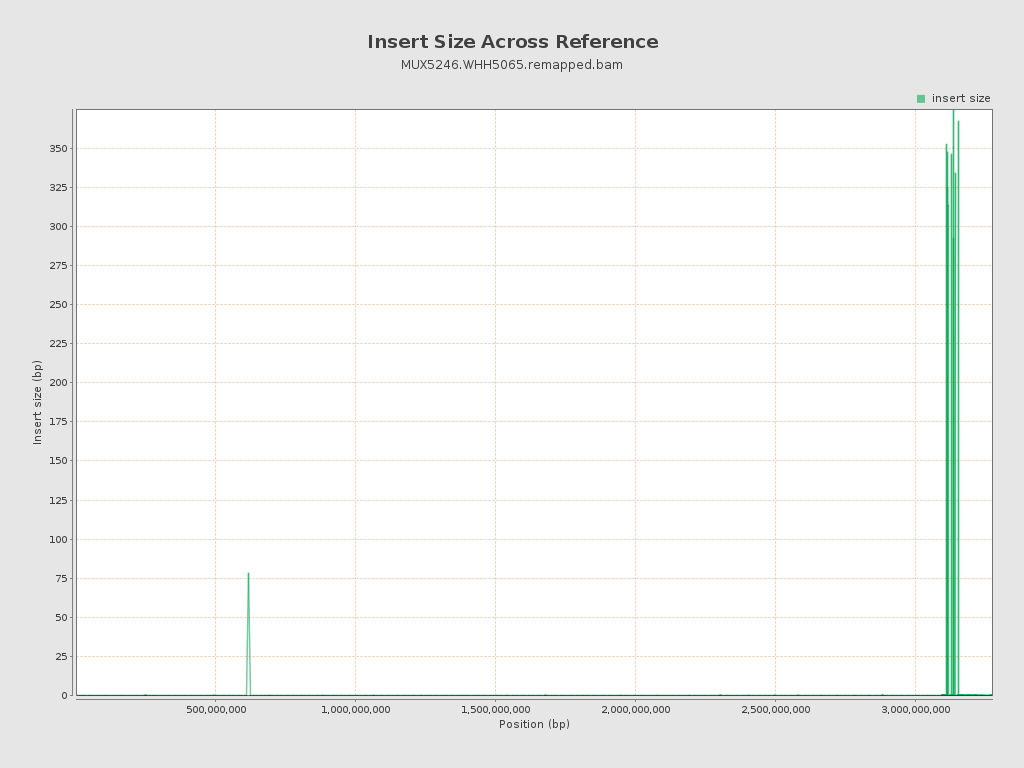 Insert Size Across Reference
MUX5246.WHH5065.remapped.bam
insert size
350
325
300
275
250
225
200
175
150
125
100
75
50
25
0
Insert size (bp)
500,000,000 1,000,000,000 1,500,000,000 2,000,000,000 2,500,000,000 3,000,000,000
Position (bp)